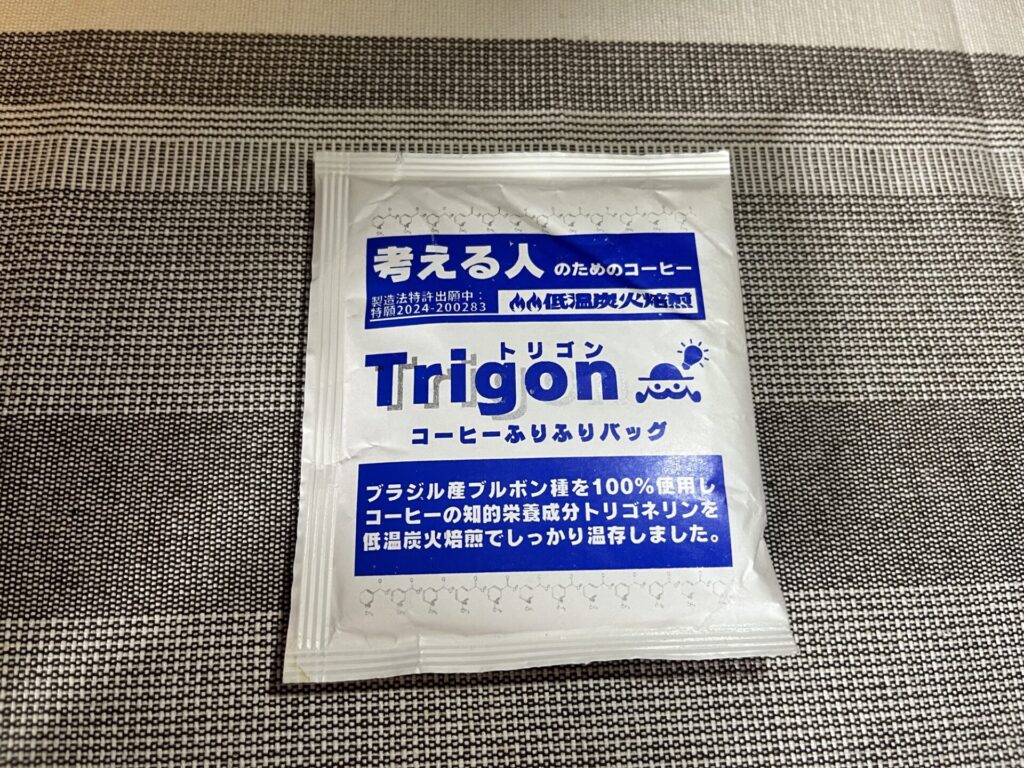 考える人 のためのコーヒー
製造法特許出願中：
特願2024-200283
低温炭火焙煎
トリゴン
Trigon
コーヒーふりふりバッグ
ブラジル産ブルボン種を100%使用し
コーヒーの知的栄養成分トリゴネリンを
低温炭火焙煎でしっかり温存しました。